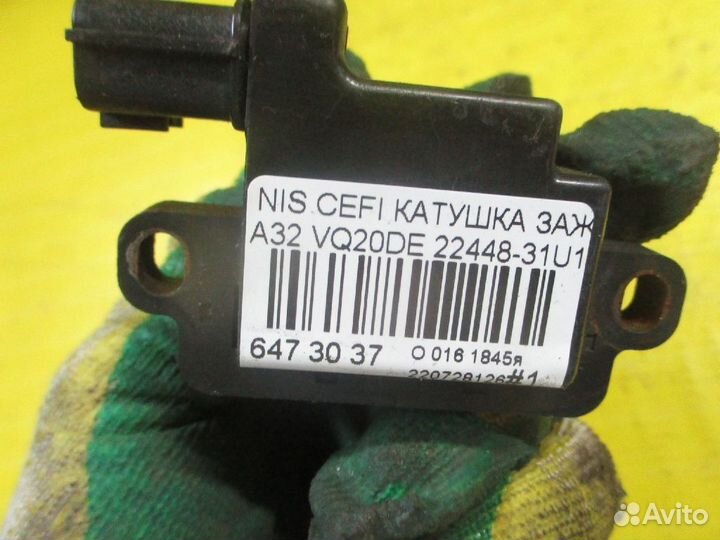 NIS CEFI КАТУШКА ЗАЖ
A32 VQ20DE 22448-31U1
647 30 37
О 016 1845я
220728126#1
Avito